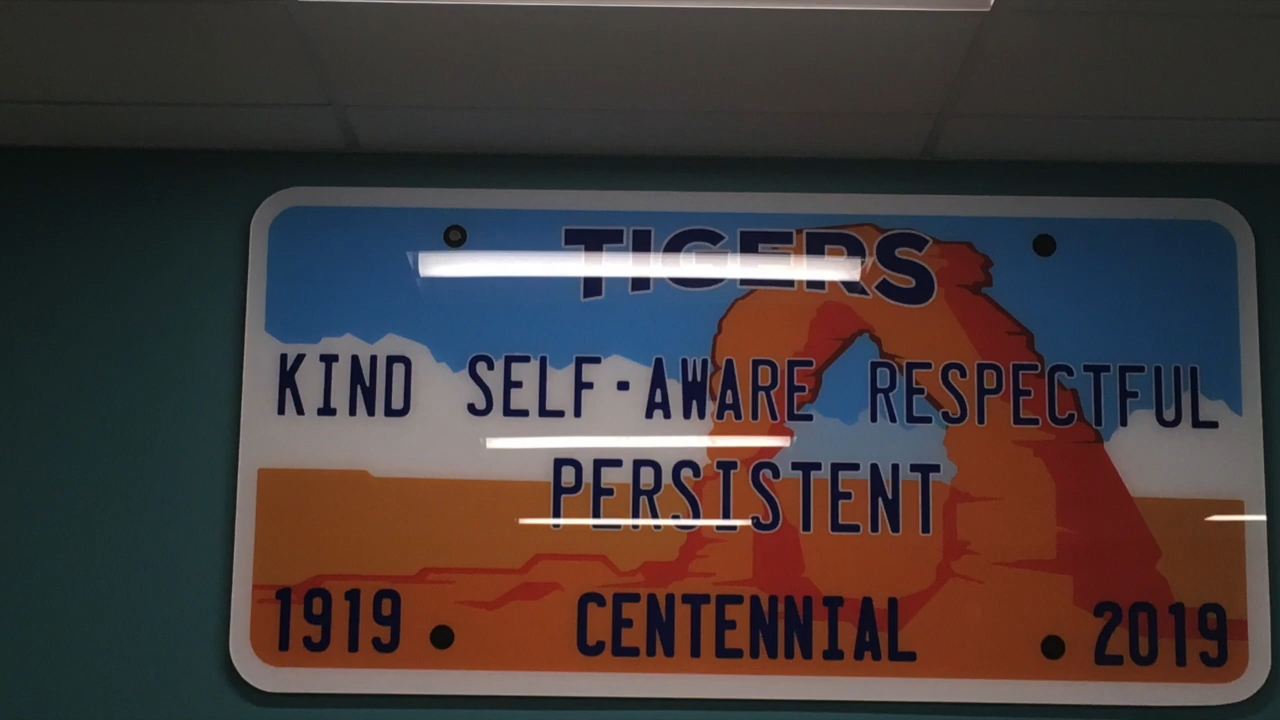 TIGERS
KIND SELF-AWARE RESPECTFUL
PERSISTENT
1919 CENTENNIAL 2019